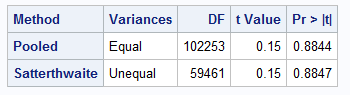 Method Variances DF t Value Pr > |t|
Pooled Equal 102253 0.15 0.8844
Satterthwaite Unequal 59461 0.15 0.8847